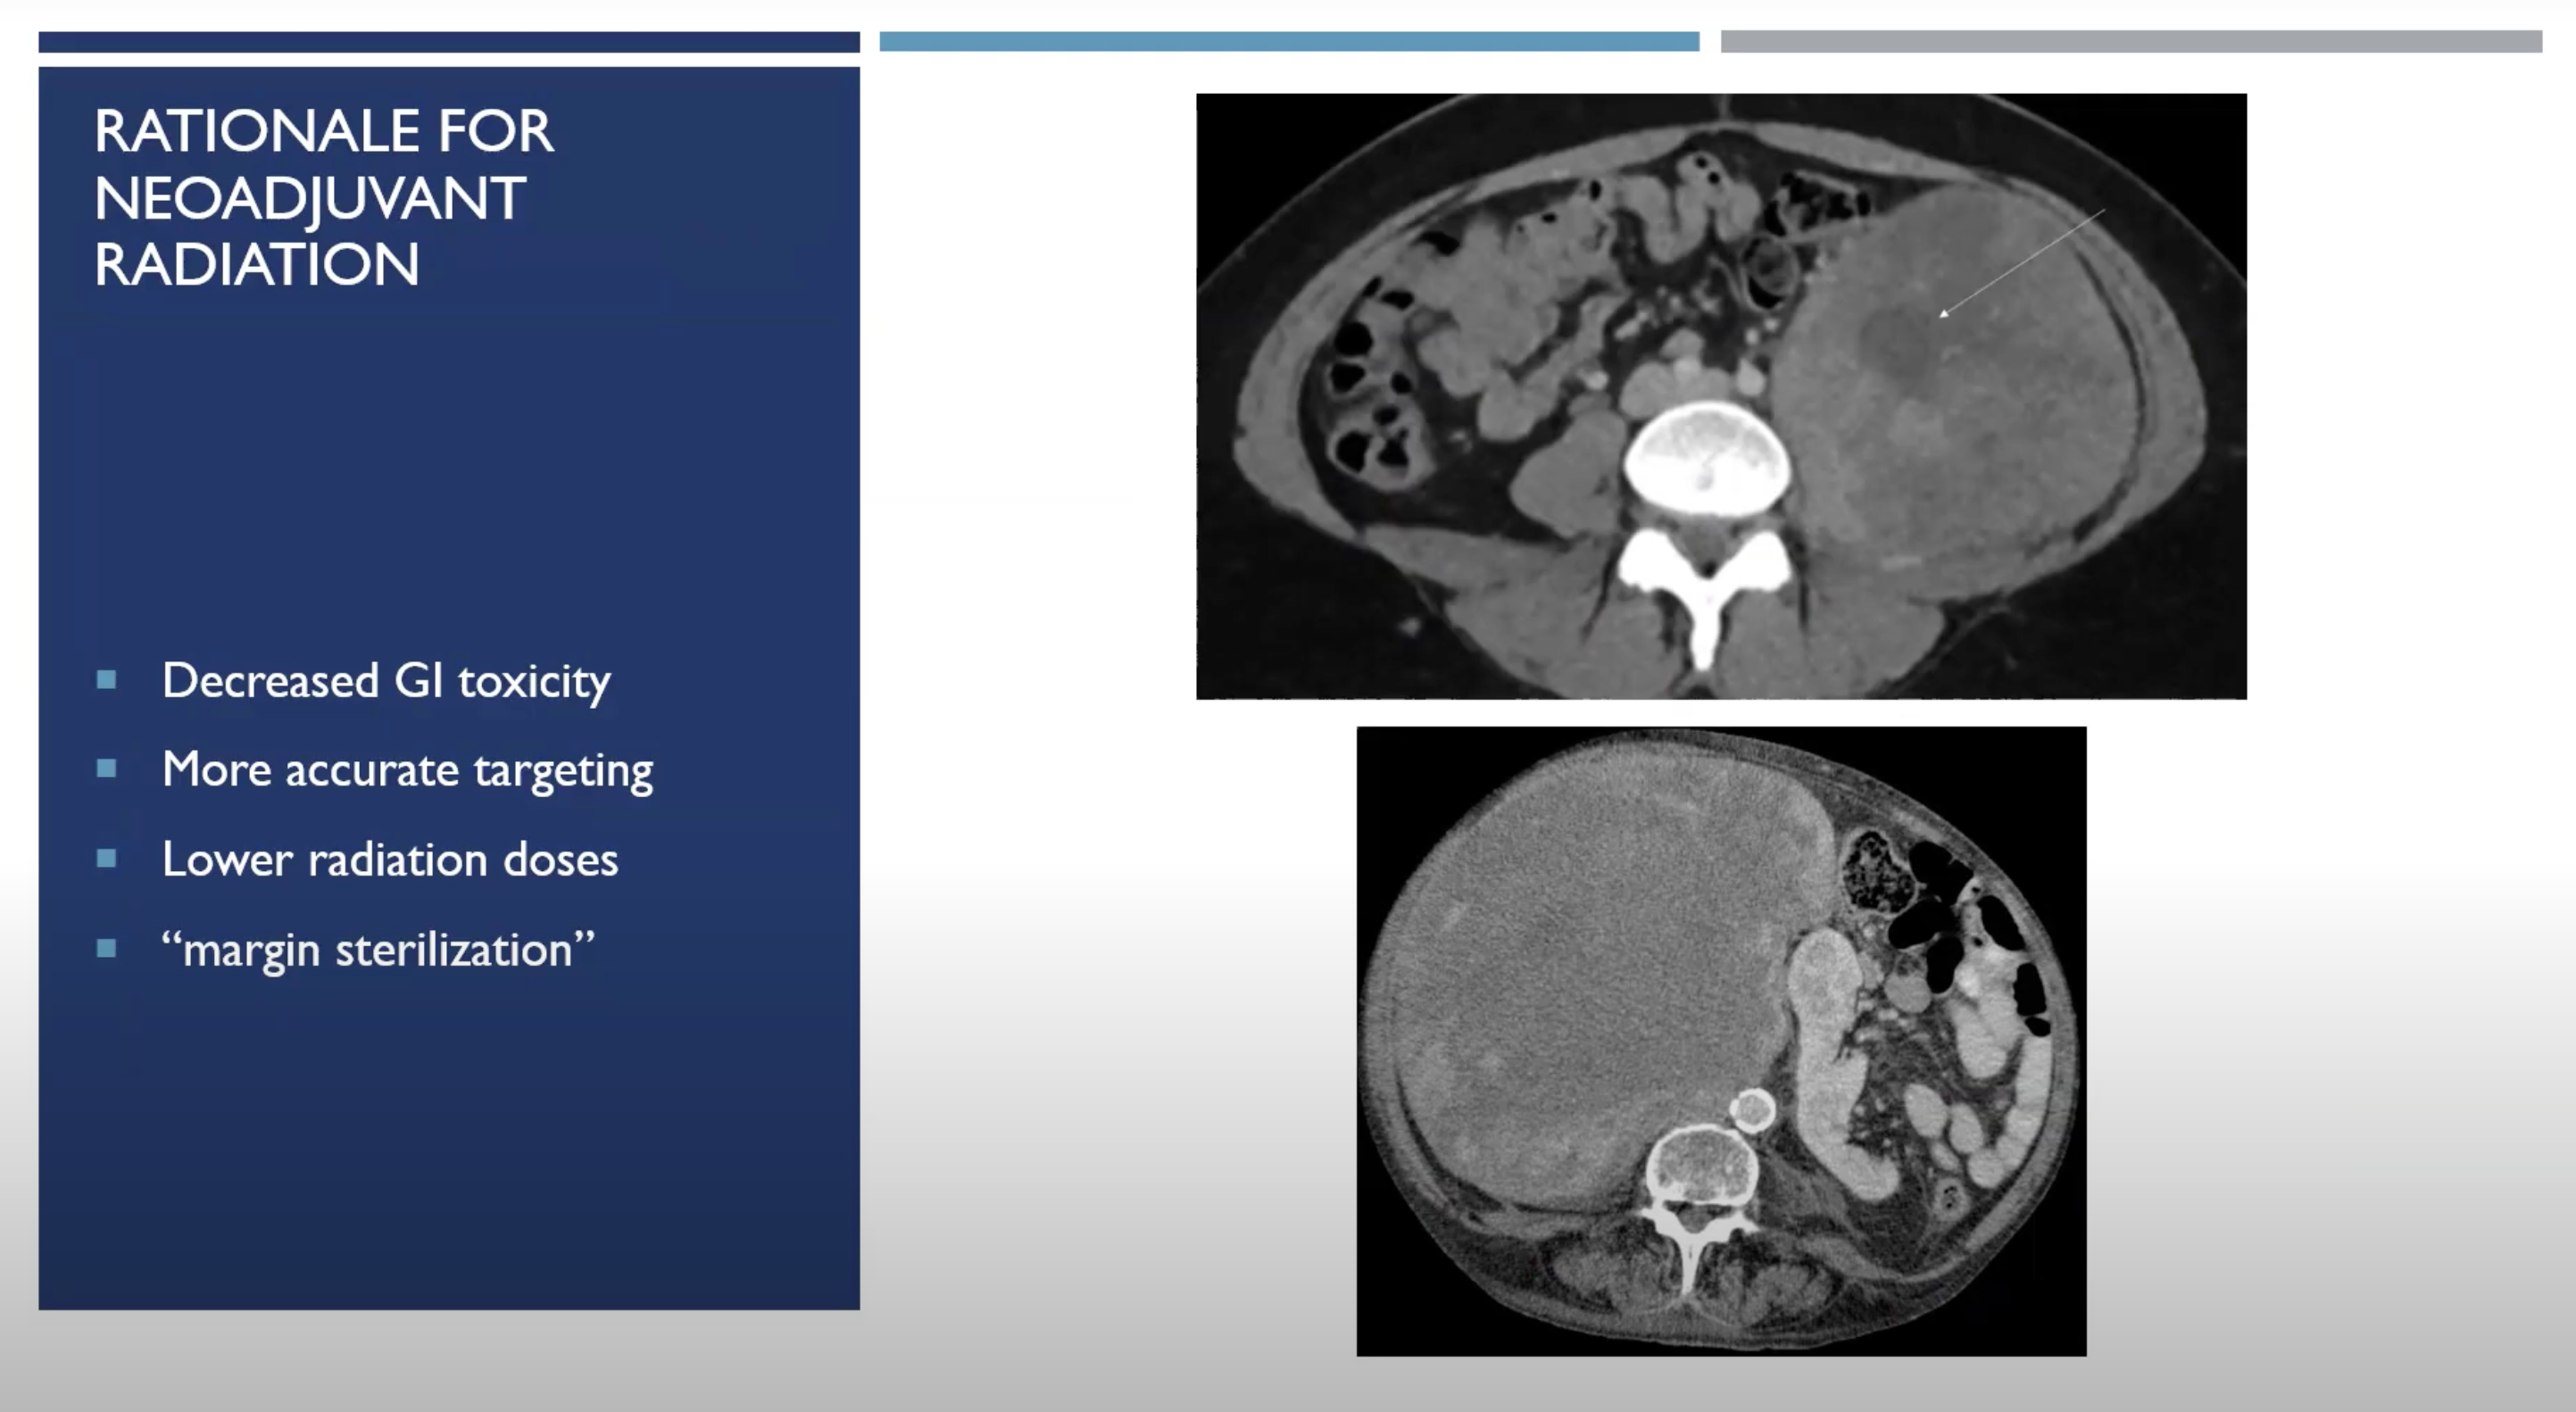 RATIONALE FOR
NEOADJUVANT
RADIATION
Decreased GI toxicity
More accurate targeting
Lower radiation doses
“margin sterilization”